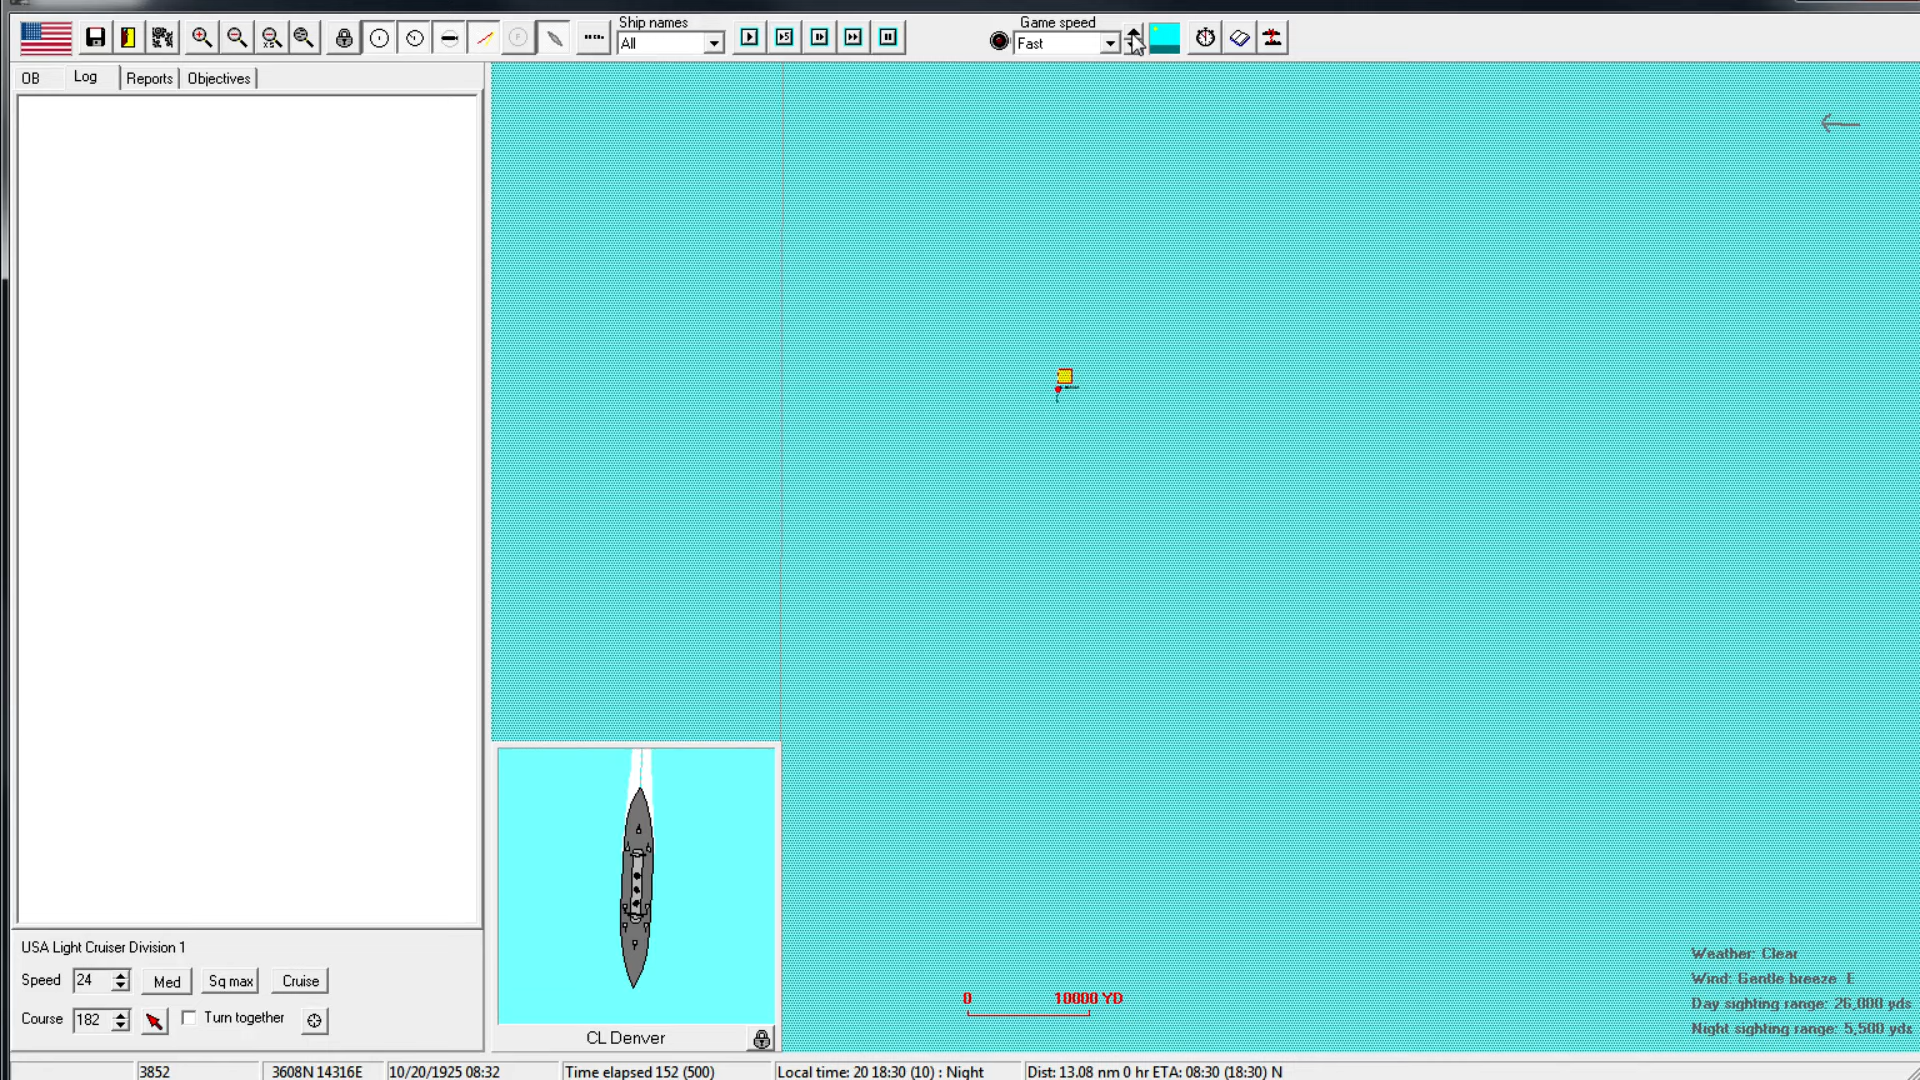 Ship names
All
Game speed
Fast
OB
Log
Reports
Objectives
USA Light Cruiser Division 1
Speed 24 Med Sq max Cruise
Course 182 Turn together
CL Denver
0 10000 YD
Weather: Clear
Wind: Gentle breeze E
Day sighting range: 26,000 yds
Night sighting range: 5,500 yds
3852 3608N 14316E 10/20/1925 08:32 Time elapsed 152 (500) Local time: 20 18:30 (10) : Night Dist: 13.08 nm 0 hr ETA: 08:30 (18:30) N